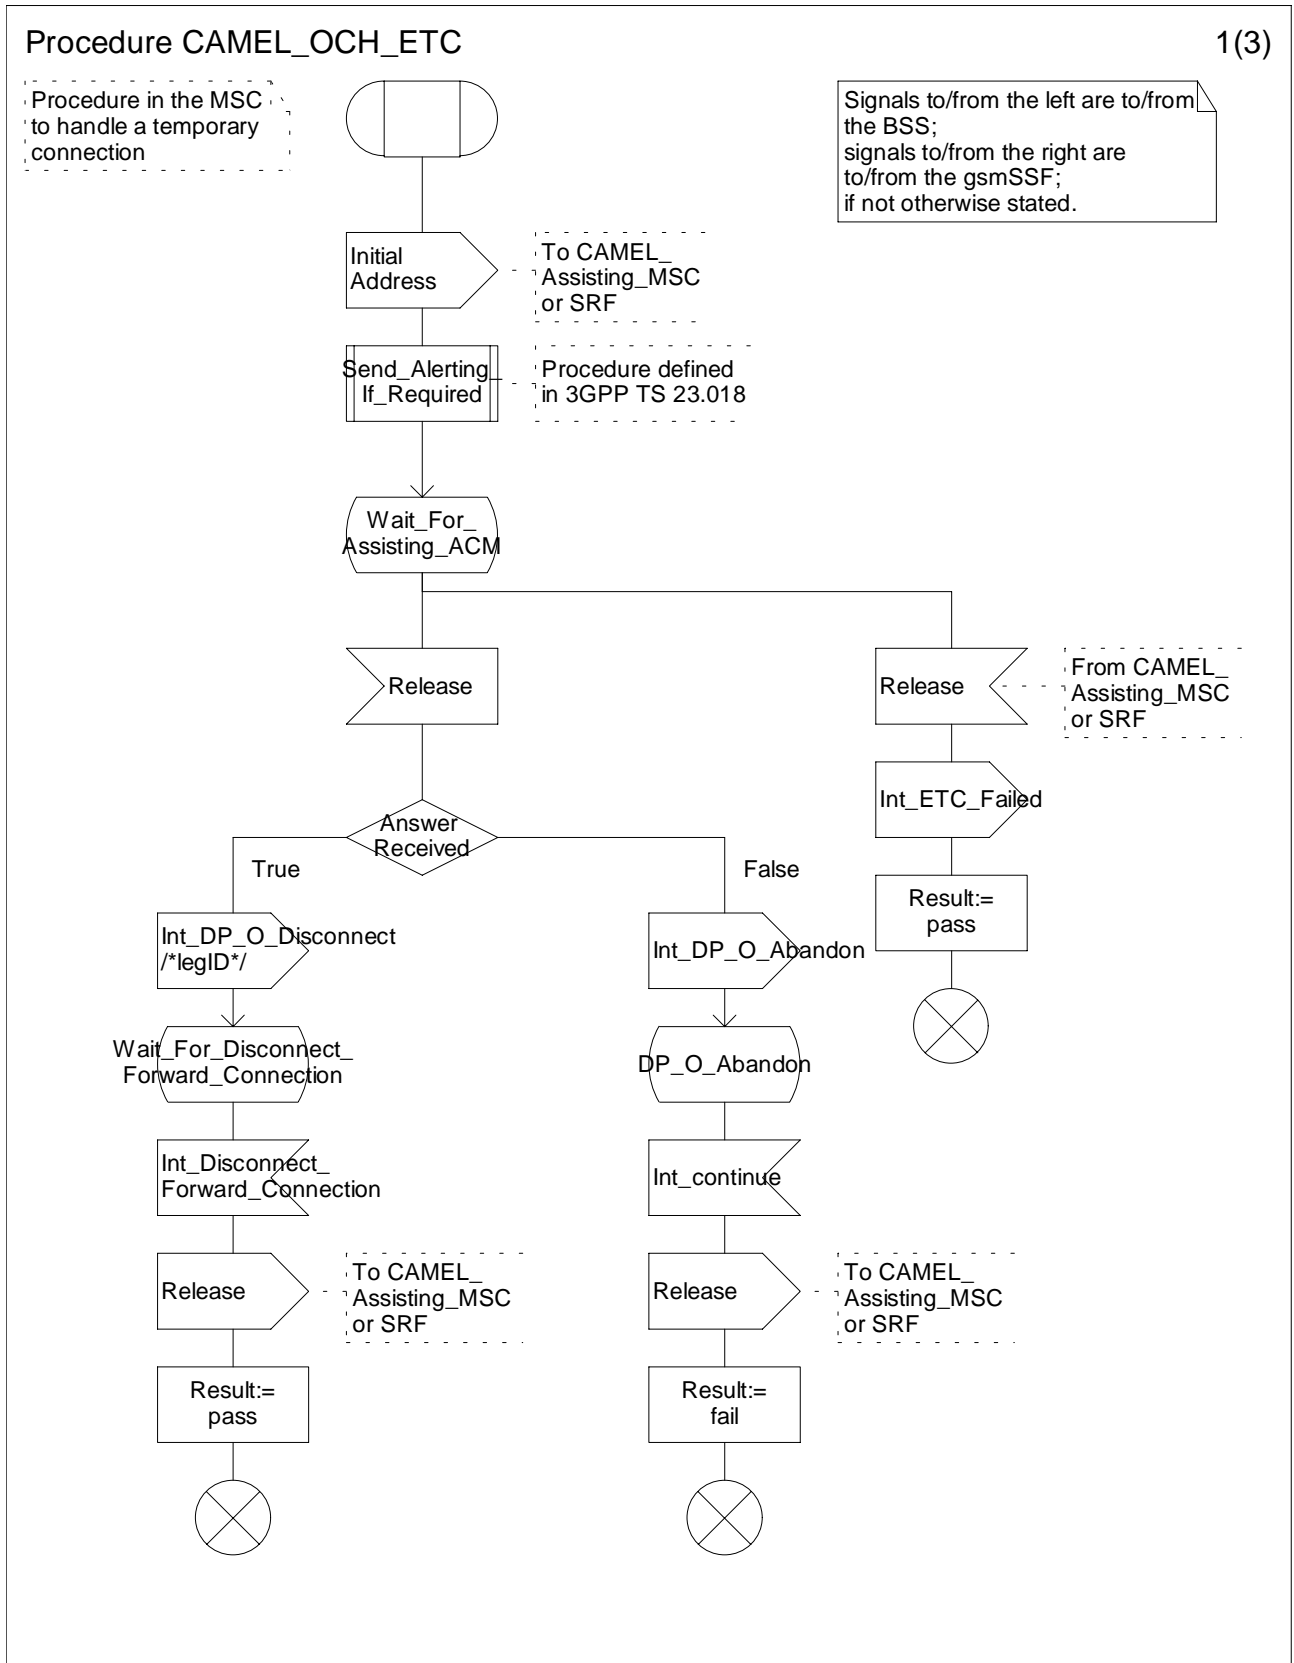 Procedure CAMEL_OCH_ETC
1(3)
Procedure in the MSC
to handle a temporary
connection
Signals to/from the left are to/from
the BSS;
signals to/from the right are
to/from the gsmSSF;
if not otherwise stated.
Initial
Address
To CAMEL_
Assisting_MSC
or SRF
Send_Alerting_
If_Required
Procedure defined
in 3GPP TS 23.018
Wait_For_
Assisting_ACM
Release
Release
From CAMEL_
Assisting_MSC
or SRF
Int_ETC_Failed
Answer
Received
True
False
Result:=
pass
Int_DP_O_Disconnect
/*legID*/
Int_DP_O_Abandon
Wait_For_Disconnect_
Forward_Connection
DP_O_Abandon
Int_Disconnect_
Forward_Connection
Int_continue
Release
To CAMEL_
Assisting_MSC
or SRF
Release
To CAMEL_
Assisting_MSC
or SRF
Result:=
pass
Result:=
fail